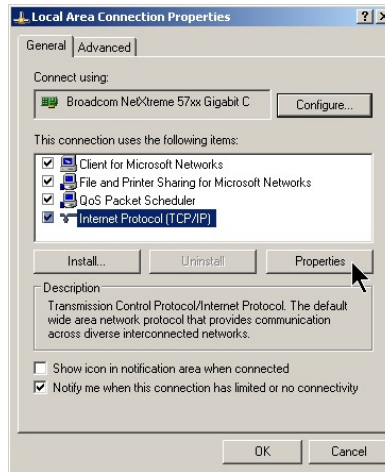 Local Area Connection Properties
General
Advanced
Connect using:
Broadcom NetXtreme 57xx Gigabit C
Configure...
This connection uses the following items:
Client for Microsoft Networks
File and Printer Sharing for Microsoft Networks
QoS Packet Scheduler
Internet Protocol (TCP/IP)
Install...
Uninstall
Properties
Description
Transmission Control Protocol/Internet Protocol. The default
wide area network protocol that provides communication
across diverse interconnected networks.
Show icon in notification area when connected
Notify me when this connection has limited or no connectivity
OK
Cancel